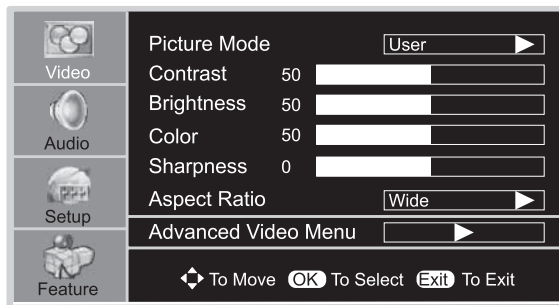 Video
Audio
Setup
Feature
Picture Mode User
Contrast 50
Brightness 50
Color 50
Sharpness 0
Aspect Ratio Wide
Advanced Video Menu
To Move OK To Select Exit To Exit